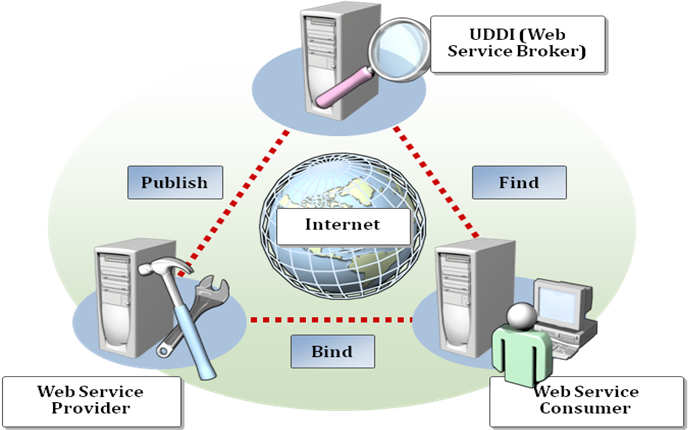 UDDI (Web
Service Broker)
Publish
Find
Internet
Bind
Web Service
Provider
Web Service
Consumer